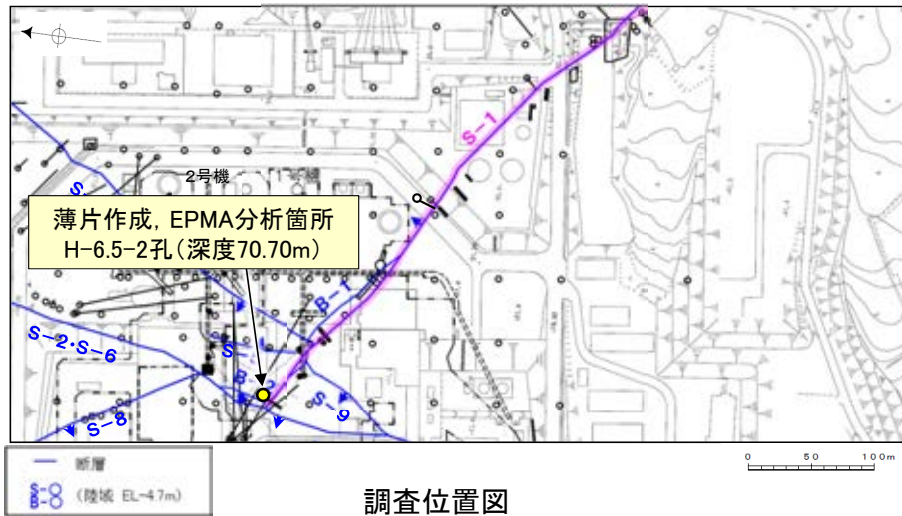 S-1
2号機
薄片作成, EPMA分析箇所
H-6.5-2孔(深度70.70m)
B-1
S-2・S-6
B-2
S-9
S-8
断層
S-○
B-○
(陸域 EL-4.7m)
0 50 100m
調査位置図